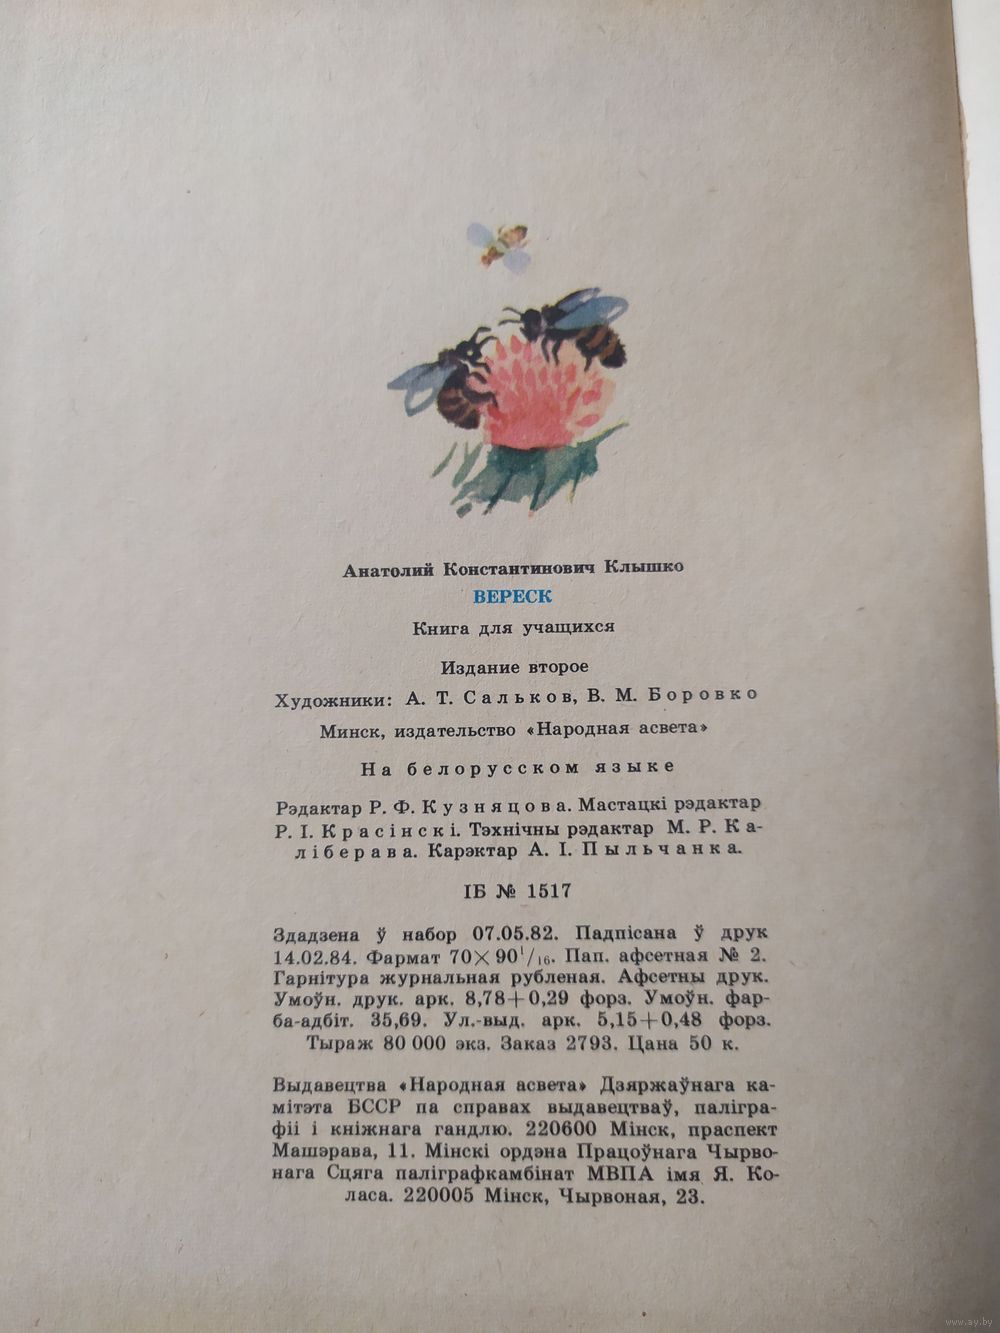 Анатолий Константинович Клышко
ВЕРЕСК
Книга для учащихся
Издание второе
Художники: А. Т. Сальков, В. М. Боровко
Минск, издательство «Народная асвета»
На белорусском языке
Рэдактар Р. Ф. Кузняцова. Мастацкі рэдактар
Р. І. Красінскі. Тэхнічны рэдактар М. Р. Ка-
ліберава. Карэктар А. І. Пыльчанка.
ІБ № 1517
Здадзена ў набор 07.05.82. Падпісана ў друк
14.02.84. Фармат 70×90¹/₁₆. Пап. афсетная № 2.
Гарнітура журнальная рубленая. Афсетны друк.
Умоўн. друк. арк. 8,78+0,29 форз. Умоўн. фар-
ба-адбіт. 35,69. Ул.-выд. арк. 5,15+0,48 форз.
Тыраж 80 000 экз. Заказ 2793. Цана 50 к.
Выдавецтва «Народная асвета» Дзяржаўнага ка-
мітэта БССР па справах выдавецтваў, палігра-
фіі і кніжнага гандлю. 220600 Мінск, праспект
Машэрава, 11. Мінскі ордэна Працоўнага Чырво-
нага Сцяга паліграфкамбінат МВПА імя Я. Ко-
ласа. 220005 Мінск, Чырвоная, 23.
www.ay.by